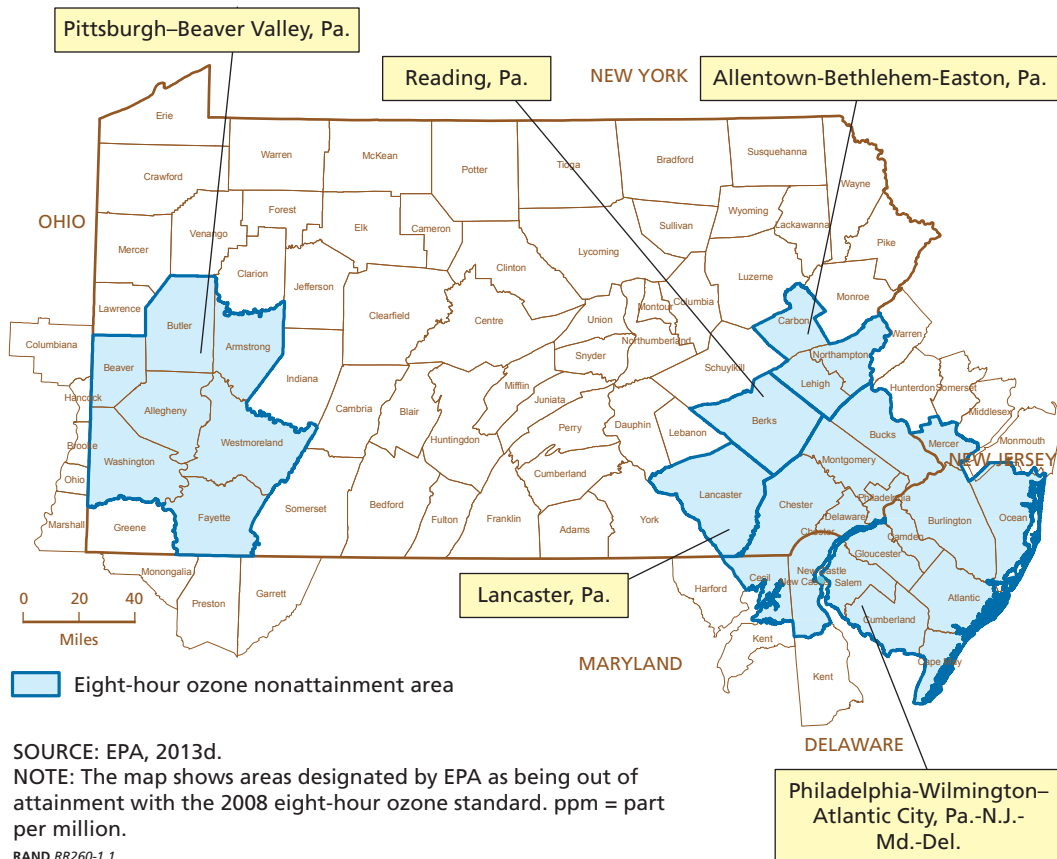 Pittsburgh–Beaver Valley, Pa.
Reading, Pa.
NEW YORK
Allentown-Bethlehem-Easton, Pa.
Erie
Warren
McKean
Potter
Tioga
Bradford
Susquehanna
Crawford
Wayne
OHIO
Forest
Wyoming
Lackawanna
Venango
Elk
Cameron
Sullivan
Mercer
Pike
Lycoming
Clarion
Clinton
Luzerne
Jefferson
Monroe
Lawrence
Montour
Columbia
Butler
Clearfield
Centre
Union
Carbon
Warren
Columbiana
Armstrong
Northumberland
Snyder
Northampton
Beaver
Schuylkill
Indiana
Lehigh
Hunterdon
Somerset
Hancock
Mifflin
Allegheny
Cambria
Blair
Juniata
Middlesex
Berks
Perry
Dauphin
Huntingdon
Lebanon
Bucks
Mercer
Monmouth
Brooke
Westmoreland
NEW JERSEY
Washington
Montgomery
Cumberland
Ohio
Lancaster
Philadelphia
Fayette
Somerset
Bedford
Chester
Marshall
Greene
Fulton
Franklin
Adams
York
Delaware
Burlington
Ocean
Chester
Camden
Gloucester
Monongalia
New Castle
Cecil
New Castle
Salem
Preston
Garrett
Lancaster, Pa.
Harford
Atlantic
0 20 40
Miles
Cumberland
Kent
Cape May
MARYLAND
Kent
Eight-hour ozone nonattainment area
DELAWARE
SOURCE: EPA, 2013d.
NOTE: The map shows areas designated by EPA as being out of
attainment with the 2008 eight-hour ozone standard. ppm = part
per million.
RAND RR260-1.1
Philadelphia-Wilmington–
Atlantic City, Pa.-N.J.-
Md.-Del.